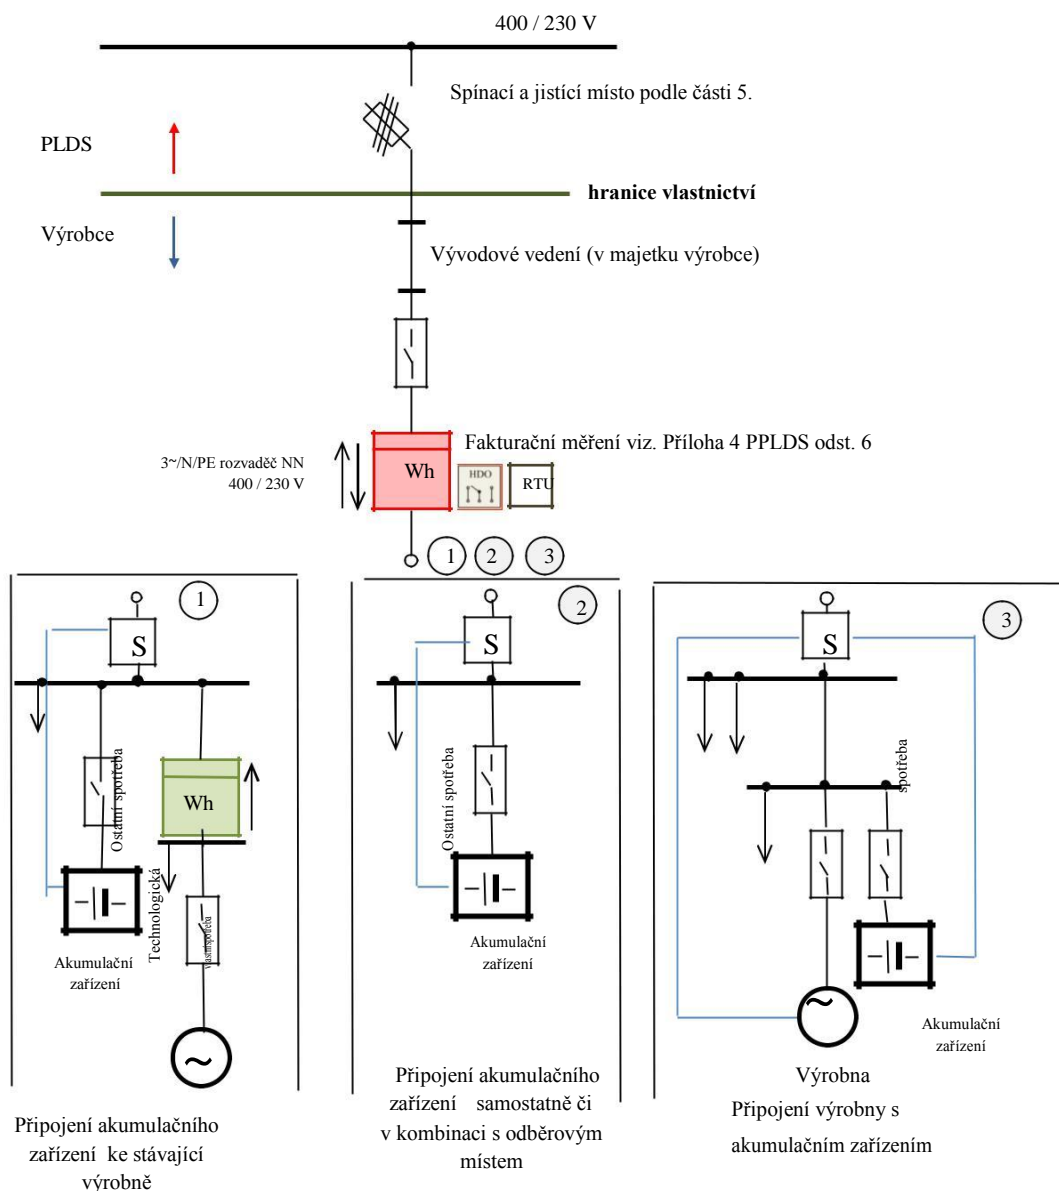 400 / 230 V
Spínací a jistící místo podle části 5.
PLDS
hranice vlastnictví
Výrobce
Vývodové vedení (v majetku výrobce)
Fakturační měření viz. Příloha 4 PPLDS odst. 6
3~/N/PE rozvaděč NN
400 / 230 V
Wh
HDO
RTU
1
2
3
1
S
Ostatní spotřeba
Wh
Technologická
vlastní spotřeba
Akumulační
zařízení
~
Připojení akumulačního
zařízení ke stávající
výrobně
2
S
Ostatní spotřeba
Akumulační
zařízení
Připojení akumulačního
zařízení samostatně či
v kombinaci s odběrovým
místem
3
S
spotřeba
~
Akumulační
zařízení
Výrobna
Připojení výrobny s
akumulačním zařízením